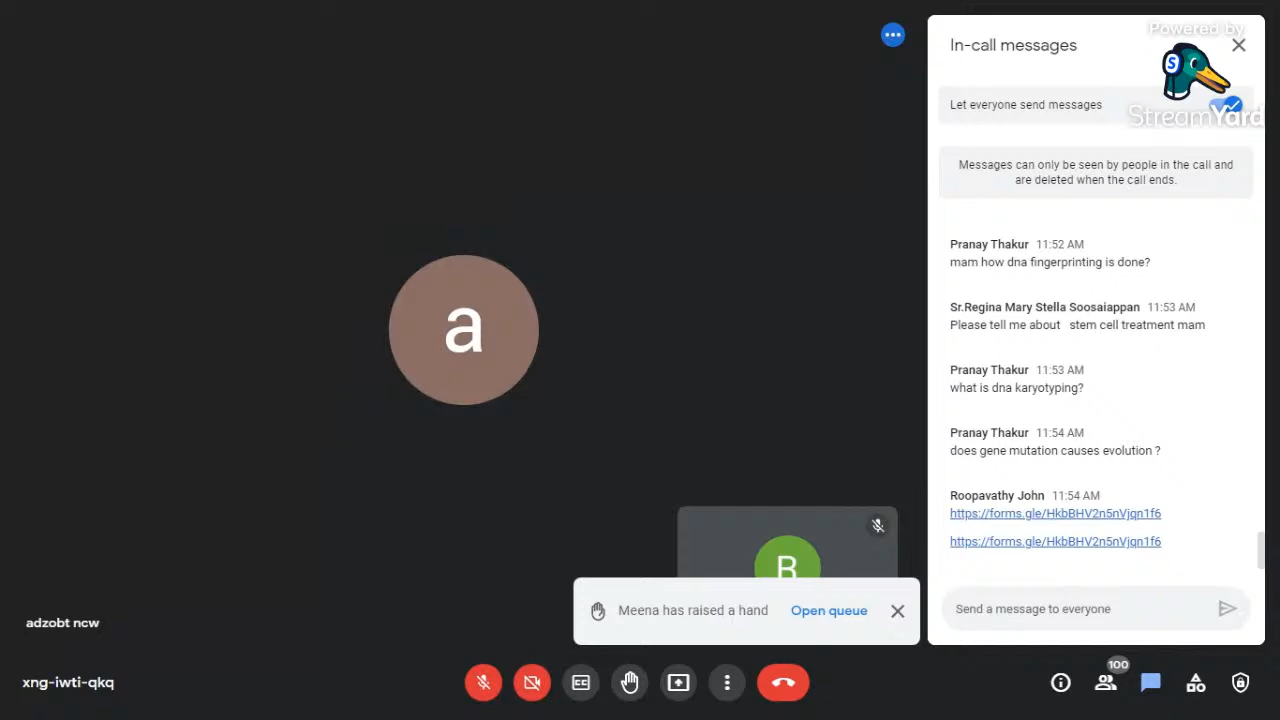 In-call messages
Powered by
StreamYard
Let everyone send messages
Messages can only be seen by people in the call and
are deleted when the call ends.
Pranay Thakur 11:52 AM
mam how dna fingerprinting is done?
Sr.Regina Mary Stella Soosaiappan 11:53 AM
Please tell me about stem cell treatment mam
Pranay Thakur 11:53 AM
what is dna karyotyping?
Pranay Thakur 11:54 AM
does gene mutation causes evolution ?
Roopavathy John 11:54 AM
https://forms.gle/HkbBHV2n5nVjqn1f6
https://forms.gle/HkbBHV2n5nVjqn1f6
Send a message to everyone
a
R
Meena has raised a hand Open queue
adzobt ncw
xng-iwti-qkq
100